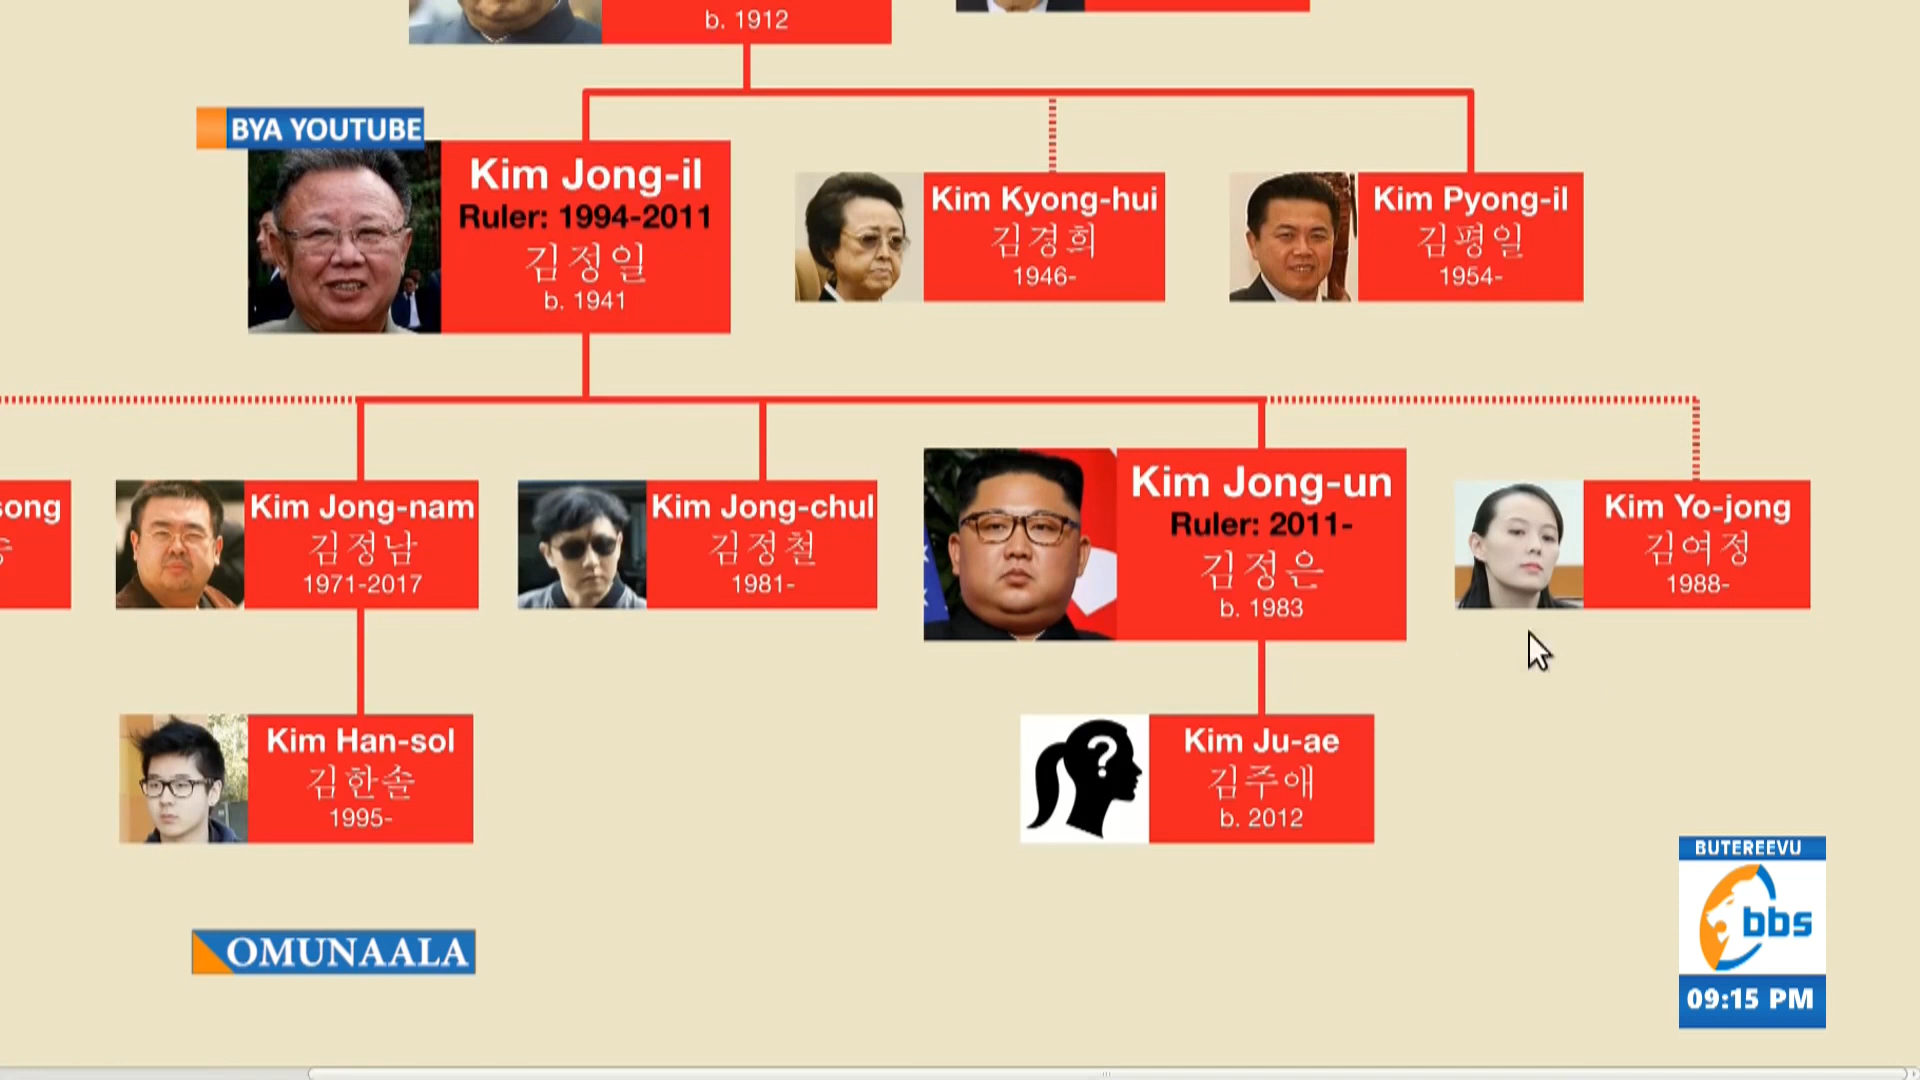 b. 1912
BYA YOUTUBE
Kim Jong-il
Ruler: 1994-2011
김정일
b. 1941
Kim Kyong-hui
김경희
1946-
Kim Pyong-il
김평일
1954-
song
Kim Jong-nam
김정남
1971-2017
Kim Jong-chul
김정철
1981-
Kim Jong-un
Ruler: 2011-
김정은
b. 1983
Kim Yo-jong
김여정
1988-
Kim Han-sol
김한솔
1995-
Kim Ju-ae
김주애
b. 2012
?
BUTEREEVU
bbs
09:15 PM
OMUNAALA